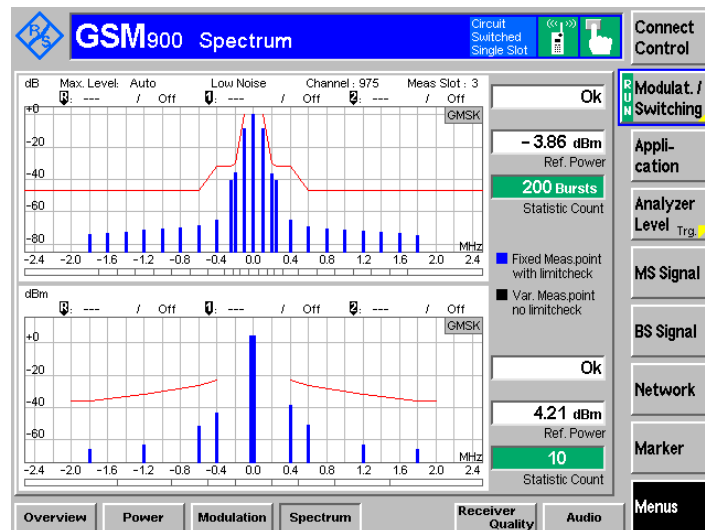 R&S
GSM900 Spectrum
Circuit
Switched
Single Slot
Connect
Control
dB Max. Level: Auto Low Noise Channel : 975 Meas Slot : 3
R: --- / Off 1: --- / Off 2: --- / Off
GMSK
+0
-20
-40
-60
-80
MHz
-2.4 -2.0 -1.6 -1.2 -0.8 -0.4 0.0 0.4 0.8 1.2 1.6 2.0 2.4
Ok
- 3.86 dBm
Ref. Power
200 Bursts
Statistic Count
Fixed Meas.point
with limitcheck
Var. Meas.point
no limitcheck
dBm
R: --- / Off 1: --- / Off 2: --- / Off
GMSK
+0
-20
-40
-60
MHz
-2.4 -2.0 -1.6 -1.2 -0.8 -0.4 0.0 0.4 0.8 1.2 1.6 2.0 2.4
Ok
4.21 dBm
Ref. Power
10
Statistic Count
RUN
Modulat. /
Switching
Appli-
cation
Analyzer
Level Trg.
MS Signal
BS Signal
Network
Marker
Menus
Overview Power Modulation Spectrum Receiver Quality Audio